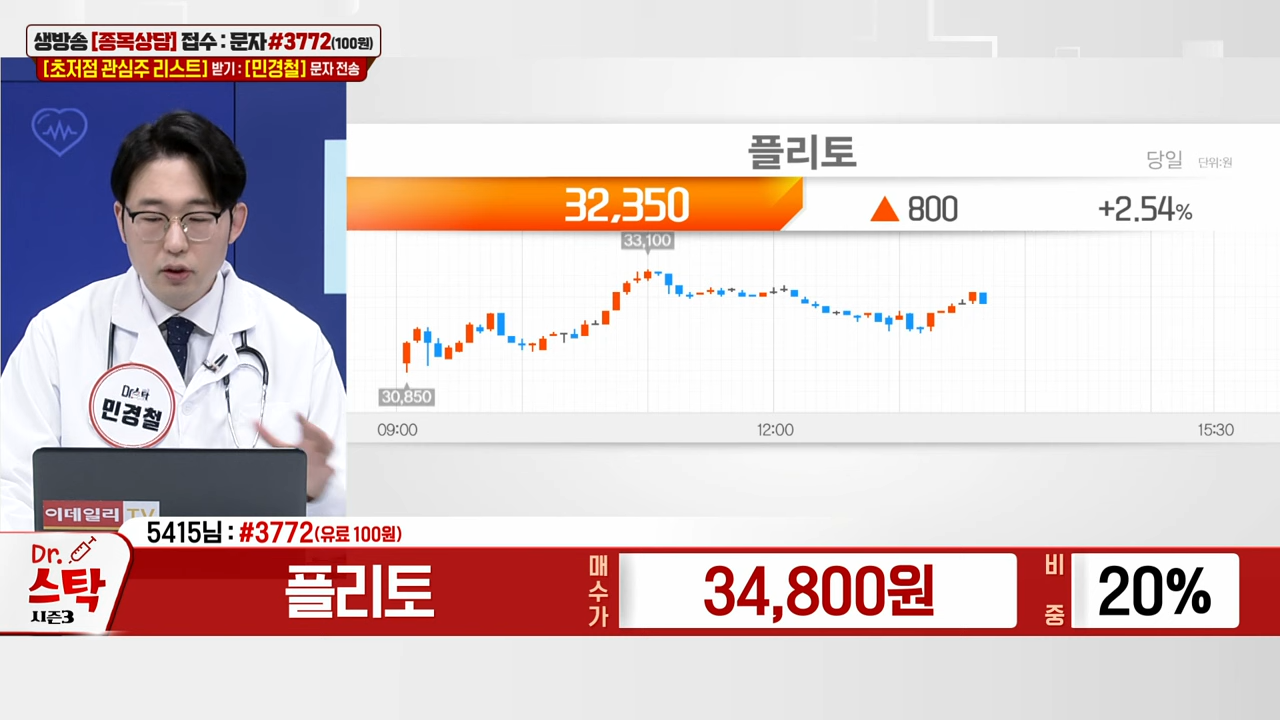 생방송 [종목상담] 접수 : 문자#3772(100원)
[초저점 관심주 리스트] 받기 : [민경철] 문자 전송
플리토
당일 단위:원
32,350 ▲ 800 +2.54%
33,100
30,850
09:00 12:00 15:30
Dr.스탁
민경철
이데일리TV
5415님 : #3772(유료 100원)
Dr.
스탁
시즌3
플리토 매수가 34,800원 비중 20%